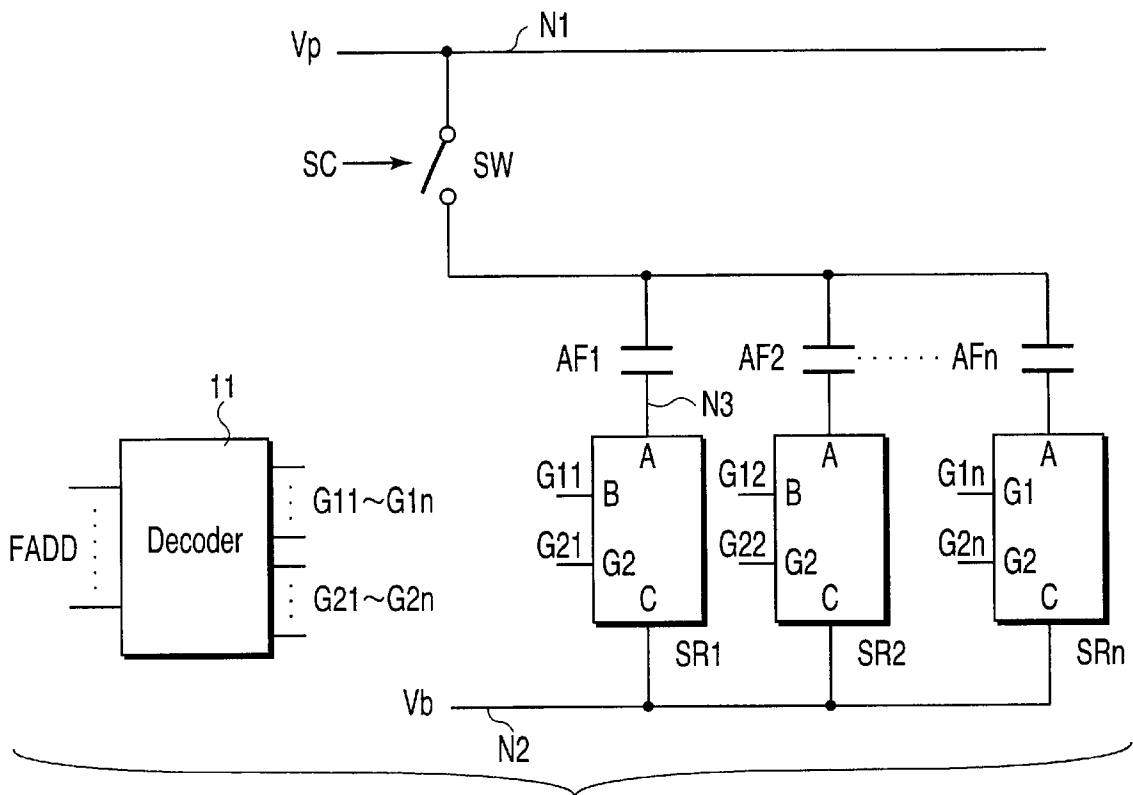 Vp
N1
SC
SW
AF1
AF2
AFn
N3
11
FADD
Decoder
G11~G1n
G21~G2n
A
G11
B
G21
G2
C
SR1
A
G12
B
G22
G2
C
SR2
A
G1n
G1
G2n
G2
C
SRn
Vb
N2